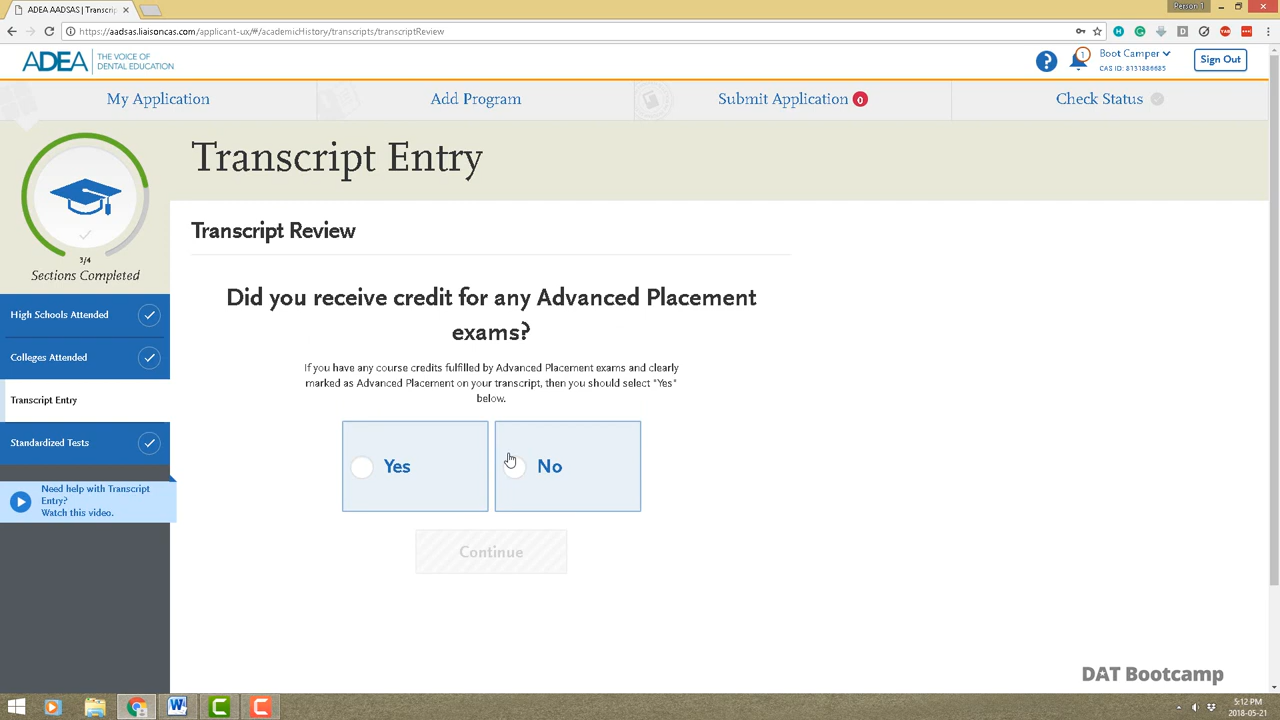 ADEA AADSAS | Transcrip
Person 1
https://aadsas.liaisoncas.com/applicant-ux/#/academicHistory/transcripts/transcriptReview
ADEA
THE VOICE OF
DENTAL EDUCATION
?
1
Boot Camper
CAS ID: 8131886685
Sign Out
My Application
Add Program
Submit Application 0
Check Status
Transcript Entry
3/4
Sections Completed
High Schools Attended
Colleges Attended
Transcript Entry
Standardized Tests
Need help with Transcript
Entry?
Watch this video.
Transcript Review
Did you receive credit for any Advanced Placement
exams?
If you have any course credits fulfilled by Advanced Placement exams and clearly
marked as Advanced Placement on your transcript, then you should select "Yes"
below.
Yes
No
Continue
DAT Bootcamp
5:12 PM
2018-05-21